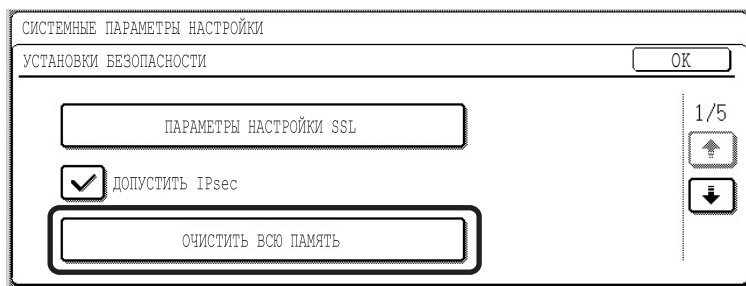 СИСТЕМНЫЕ ПАРАМЕТРЫ НАСТРОЙКИ
УСТАНОВКИ БЕЗОПАСНОСТИ OK
ПАРАМЕТРЫ НАСТРОЙКИ SSL
1/5
ДОПУСТИТЬ IPsec
ОЧИСТИТЬ ВСЮ ПАМЯТЬ